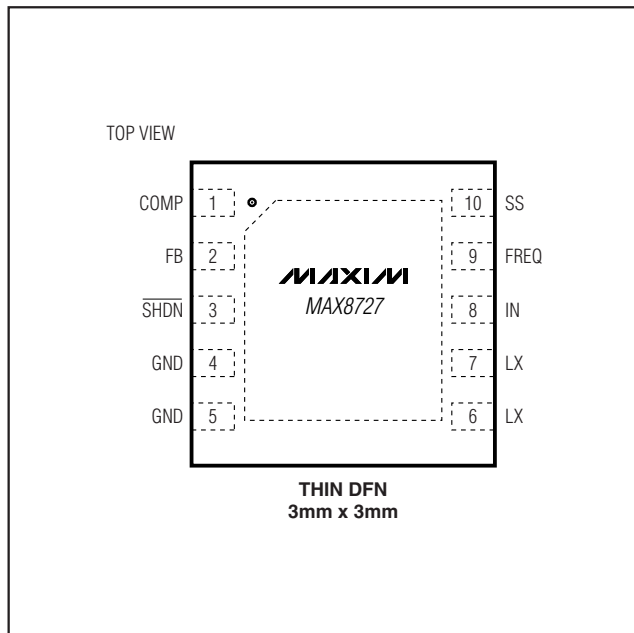 TOP VIEW
COMP 1
FB 2
SHDN 3
GND 4
GND 5
MAXIM
MAX8727
10 SS
9 FREQ
8 IN
7 LX
6 LX
THIN DFN
3mm x 3mm